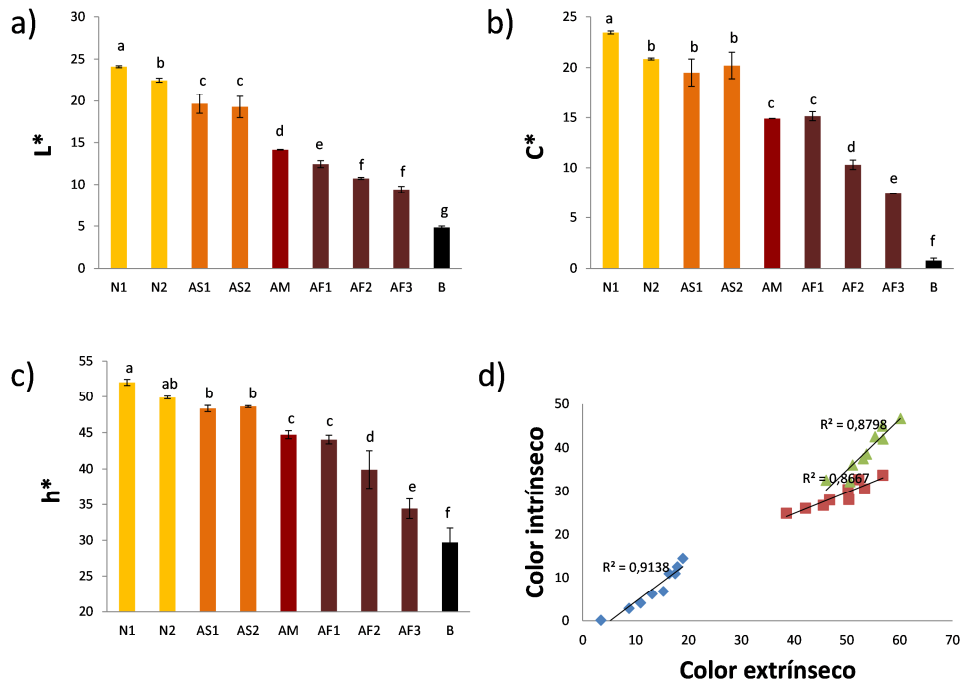 a)
30
25
20
15
10
5
0
L*
a
b
c
c
d
e
f
f
g
N1 N2 AS1 AS2 AM AF1 AF2 AF3 B
b)
25
20
15
10
5
0
C*
a
b
b
b
c
c
d
e
f
N1 N2 AS1 AS2 AM AF1 AF2 AF3 B
c)
55
50
45
40
35
30
25
20
h*
a
ab
b
b
c
c
d
e
f
N1 N2 AS1 AS2 AM AF1 AF2 AF3 B
d)
50
40
30
20
10
0
Color intrínseco
R² = 0,8798
R² = 0,8667
R² = 0,9138
0 10 20 30 40 50 60 70
Color extrínseco